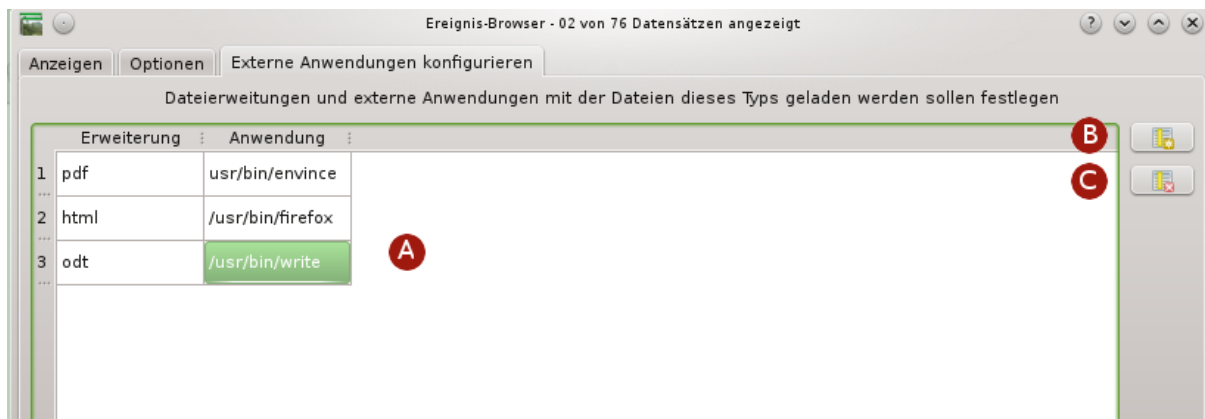 Ereignis-Browser - 02 von 76 Datensätzen angezeigt
Anzeigen Optionen Externe Anwendungen konfigurieren
Dateierweitungen und externe Anwendungen mit der Dateien dieses Typs geladen werden sollen festlegen
Erweiterung Anwendung B
1 pdf usr/bin/envince C
2 html /usr/bin/firefox
3 odt /usr/bin/write A